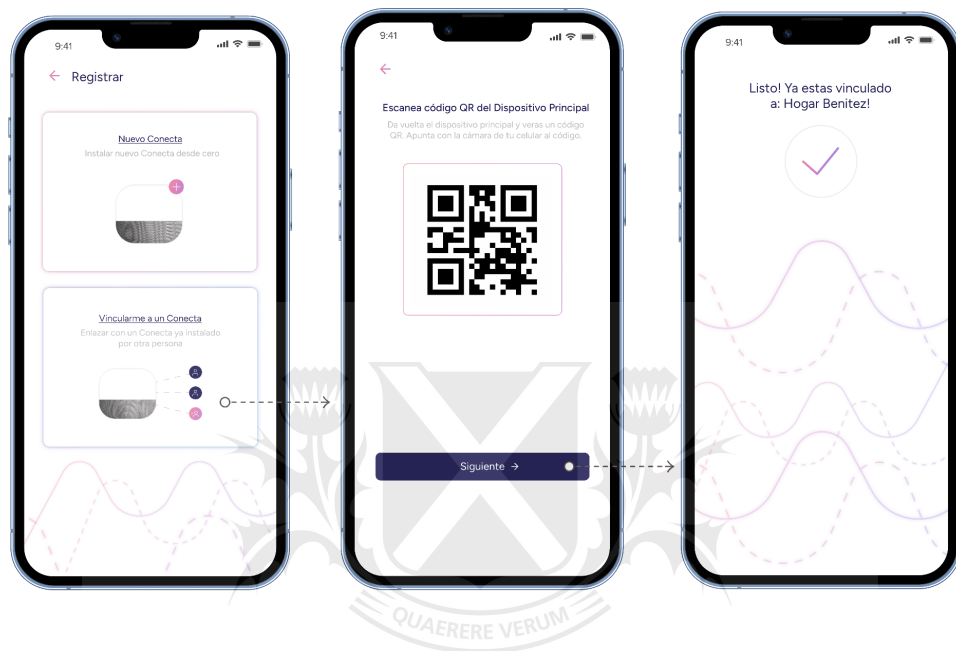 9:41
Registrar
Nuevo Conecta
Instalar nuevo Conecta desde cero
Vincularme a un Conecta
Enlazar con un Conecta ya instalado
por otra persona
9:41
Escanea código QR del Dispositivo Principal
Da vuelta el dispositivo principal y veras un código
QR. Apunta con la cámara de tu celular al código.
Siguiente →
9:41
Listo! Ya estas vinculado
a: Hogar Benitez!
QUAERERE VERUM